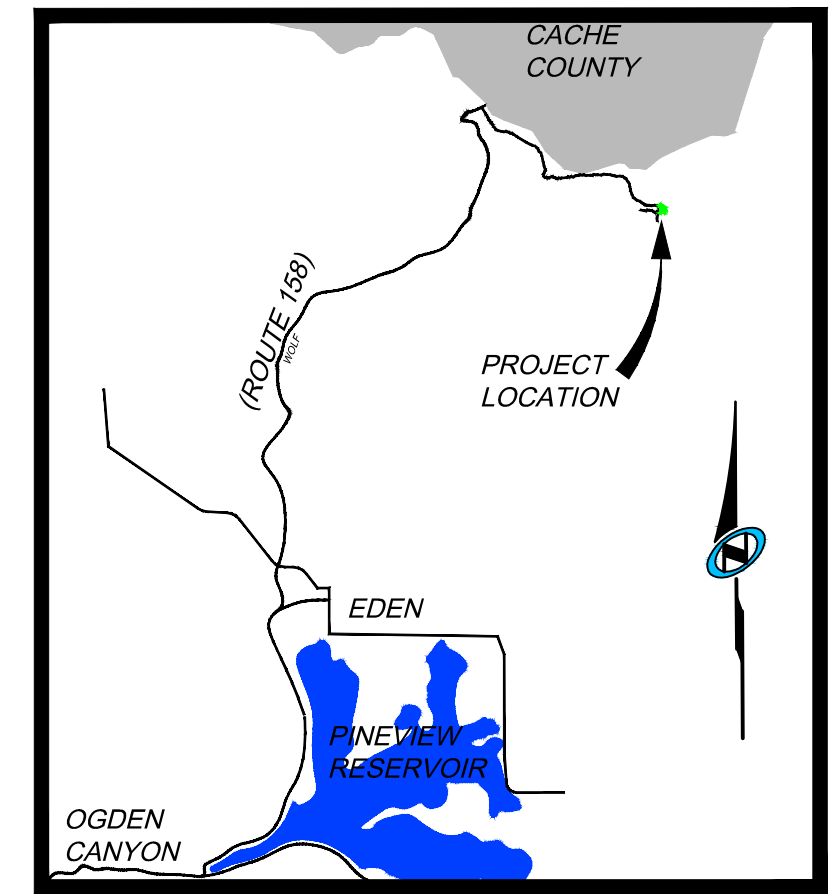 CACHE
COUNTY
(ROUTE 158)
WOLF
PROJECT
LOCATION
N
EDEN
PINEVIEW
RESERVOIR
OGDEN
CANYON